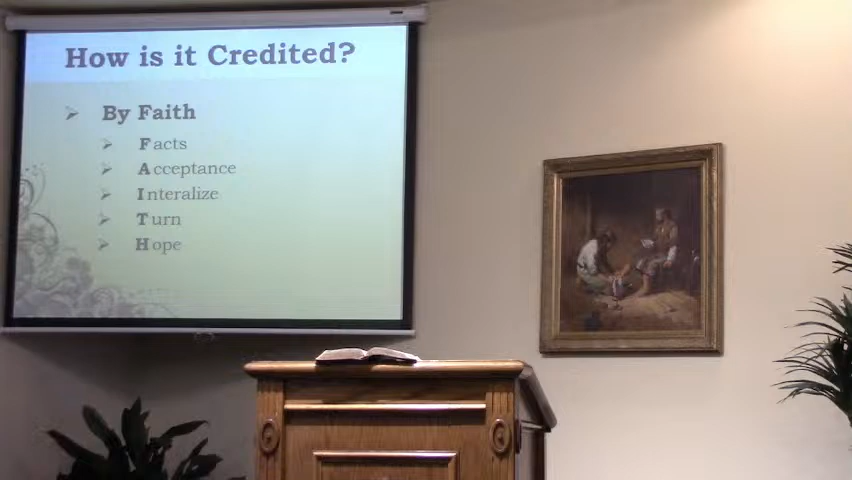 How is it Credited?
By Faith
Facts
Acceptance
Interalize
Turn
Hope